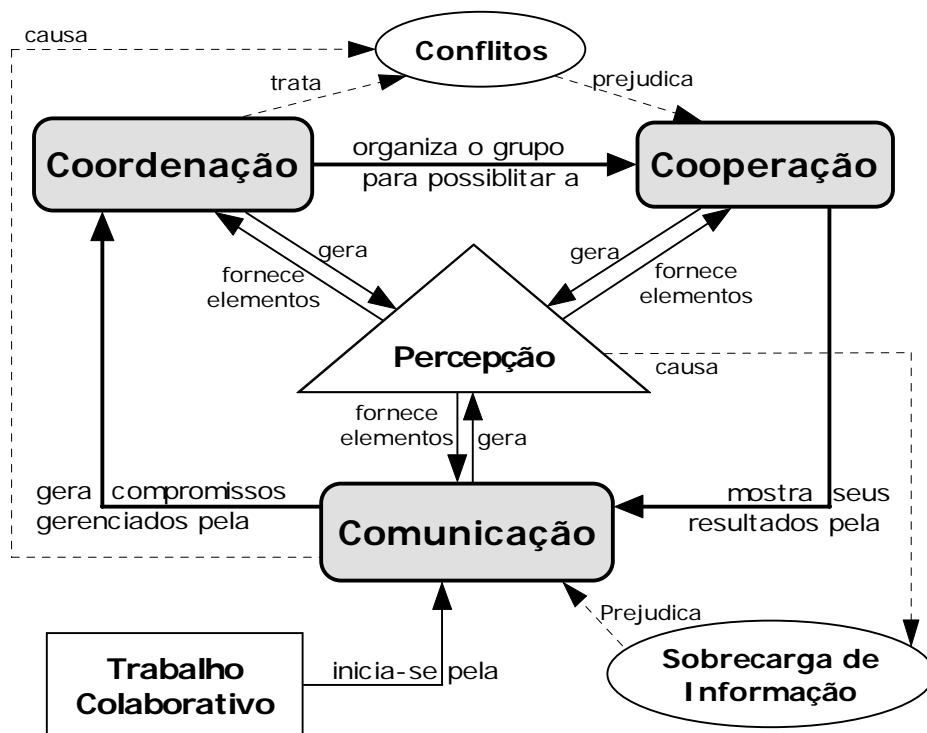 causa
Conflitos
trata
prejudica
Coordenação
organiza o grupo
para possiblitar a
Cooperação
gera
fornece
elementos
gera
fornece
elementos
Percepção
causa
fornece
elementos
gera
gera compromissos
gerenciados pela
mostra seus
resultados pela
Comunicação
Prejudica
Trabalho
Colaborativo
inicia-se pela
Sobrecarga de
Informação